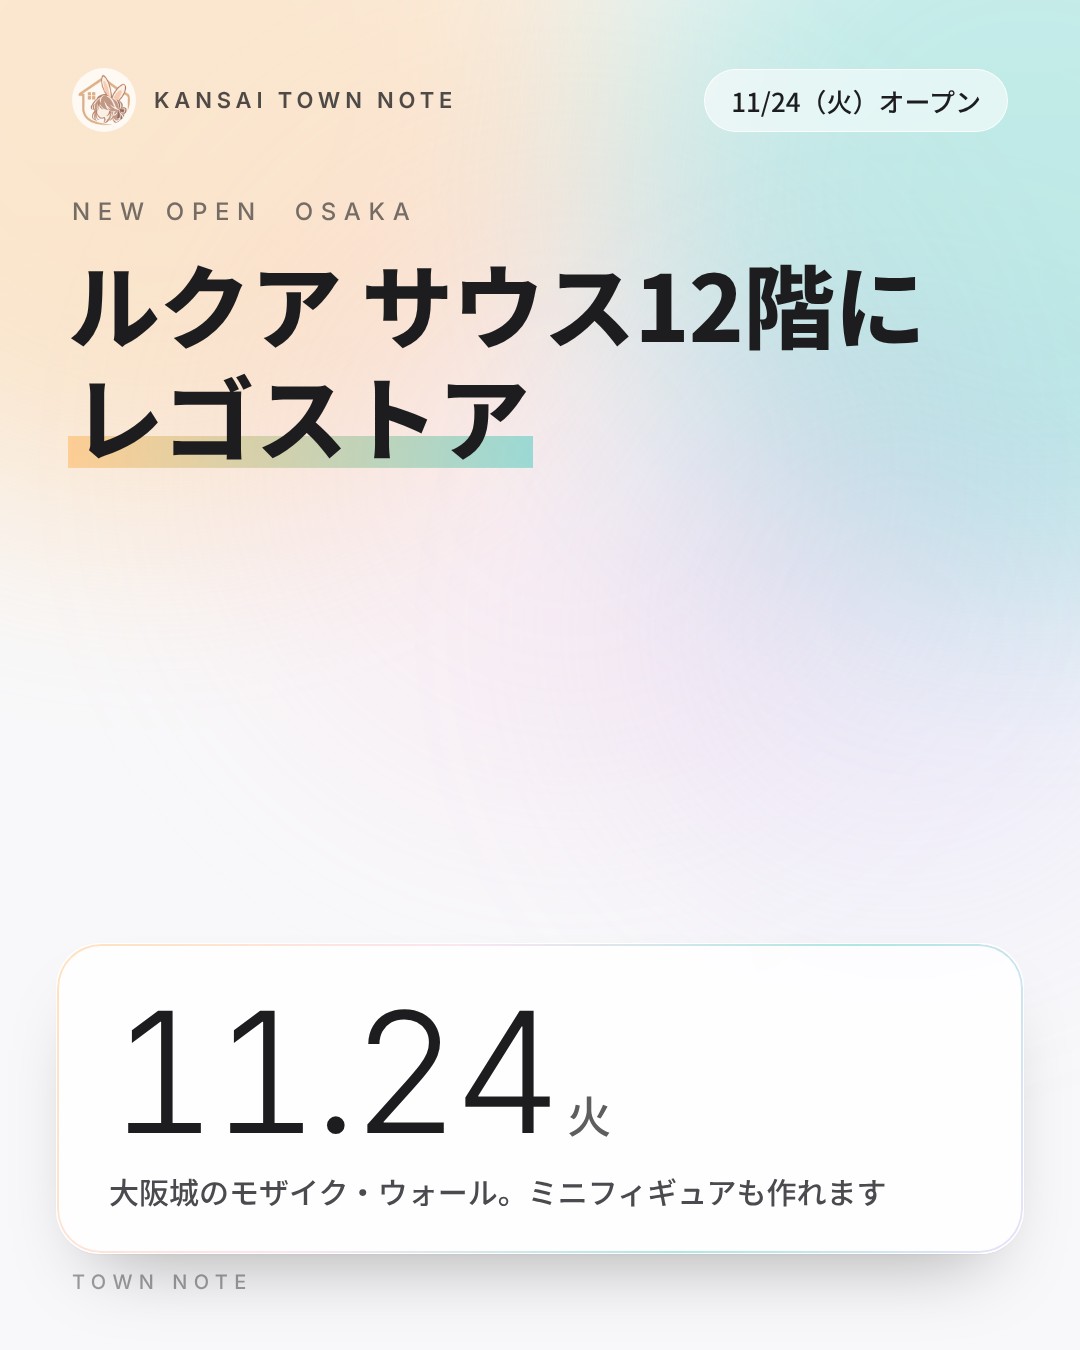 KANSAI TOWN NOTE
11/24（火）オープン
NEW OPEN OSAKA
ルクア サウス12階に
レゴストア
11.24 火
大阪城のモザイク・ウォール。ミニフィギュアも作れます
TOWN NOTE